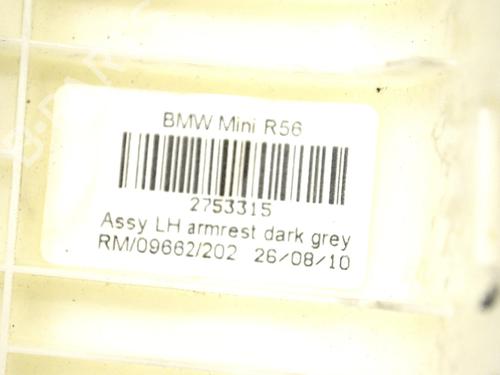 BMW Mini R56
2753315
Assy LH armrest dark grey
RM/09662/202 26/08/10